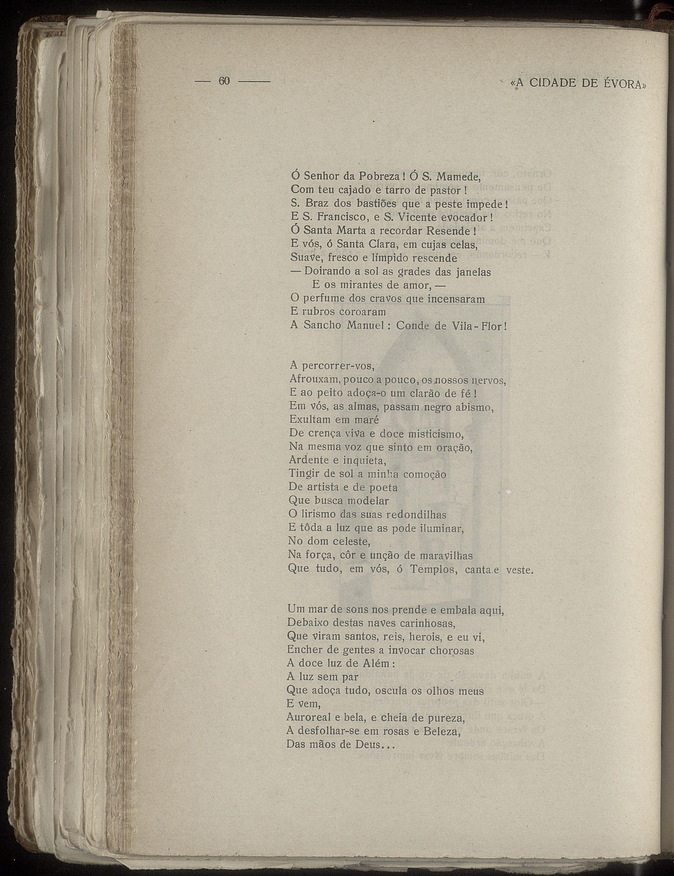 — 60 —— «A CIDADE DE ÉVORA»
Ó Senhor da Pobreza! Ó S. Mamede,
Com teu cajado e tarro de pastor!
S. Braz dos bastiões que a peste impede!
E S. Francisco, e S. Vicente evocador!
Ó Santa Marta a recordar Resende!
E vós, ó Santa Clara, em cujas celas,
Suave, fresco e límpido rescende
— Doirando a sol as grades das janelas
E os mirantes de amor, —
O perfume dos cravos que incensaram
E rubros coroaram
A Sancho Manuel: Conde de Vila-Flor!
A percorrer-vos,
Afrouxam, pouco a pouco, os nossos nervos,
E ao peito adoça-o um clarão de fé!
Em vós, as almas, passam negro abismo,
Exultam em maré
De crença viva e doce misticismo,
Na mesma voz que sinto em oração,
Ardente e inquieta,
Tingir de sol a minha comoção
De artista e de poeta
Que busca modelar
O lirismo das suas redondilhas
E tôda a luz que as pode iluminar,
No dom celeste,
Na força, côr e unção de maravilhas
Que tudo, em vós, ó Templos, canta e veste.
Um mar de sons nos prende e embala aqui,
Debaixo destas naves carinhosas,
Que viram santos, reis, herois, e eu vi,
Encher de gentes a invocar chorosas
A doce luz de Além:
A luz sem par
Que adoça tudo, oscula os olhos meus
E vem,
Auroreal e bela, e cheia de pureza,
A desfolhar-se em rosas e Beleza,
Das mãos de Deus...